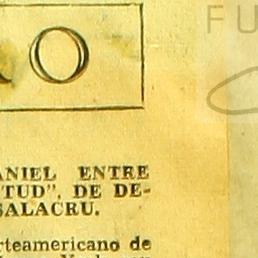 O
FU
ANIEL ENTRE
TUD", DE DE-
SALACRU.
rteamericano de